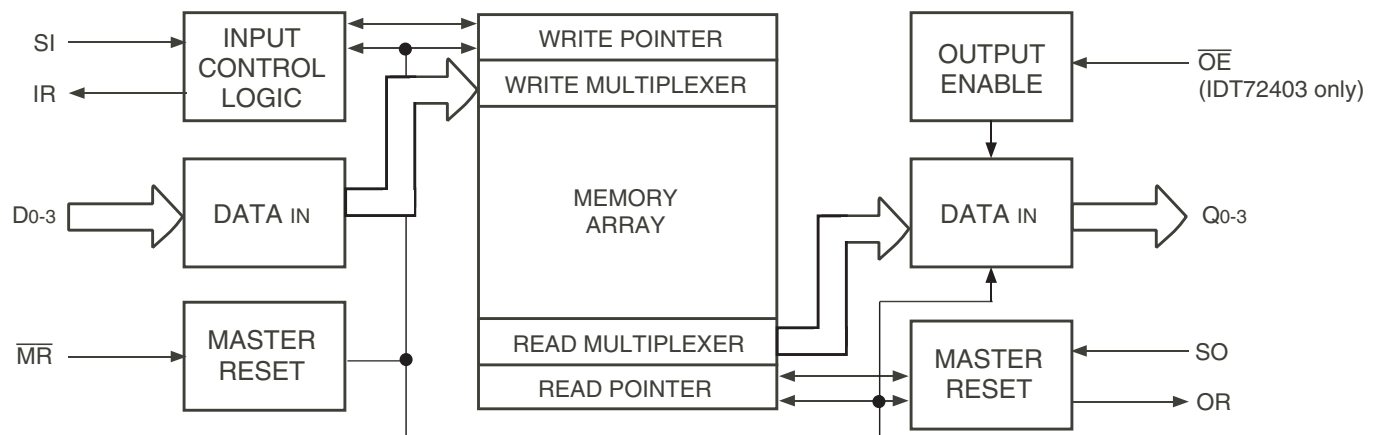 SI
IR
INPUT
CONTROL
LOGIC
WRITE POINTER
WRITE MULTIPLEXER
OUTPUT
ENABLE
OE
(IDT72403 only)
D0-3
DATA IN
MEMORY
ARRAY
DATA IN
Q0-3
MR
MASTER
RESET
READ MULTIPLEXER
READ POINTER
MASTER
RESET
SO
OR